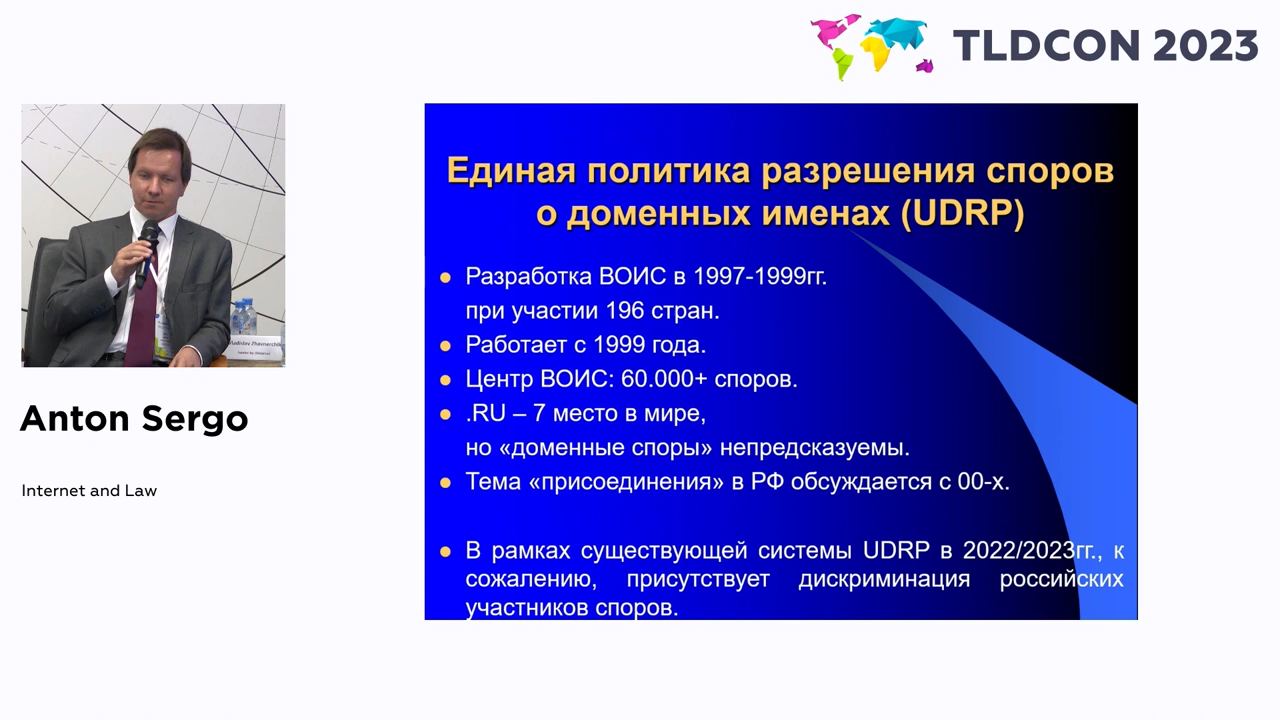 TLDCON 2023
Единая политика разрешения споров
о доменных именах (UDRP)
Разработка ВОИС в 1997-1999гг.
при участии 196 стран.
Работает с 1999 года.
Центр ВОИС: 60.000+ споров.
.RU – 7 место в мире,
но «доменные споры» непредсказуемы.
Тема «присоединения» в РФ обсуждается с 00-х.
В рамках существующей системы UDRP в 2022/2023гг., к
сожалению, присутствует дискриминация российских
участников споров.
Anton Sergo
Internet and Law